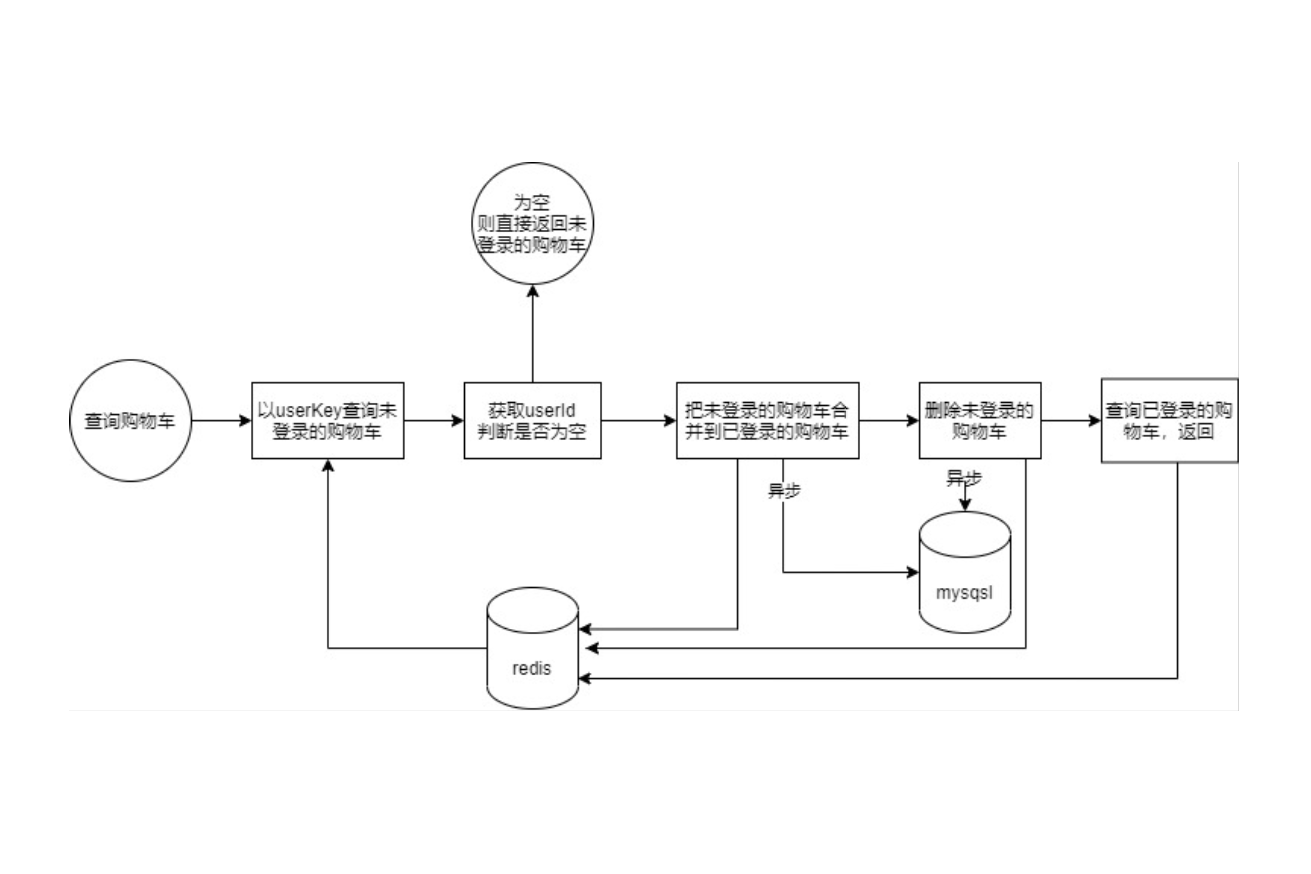 为空
则直接返回未
登录的购物车
查询购物车
以userKey查询未
登录的购物车
获取userId
判断是否为空
把未登录的购物车合
并到已登录的购物车
删除未登录的
购物车
查询已登录的购
物车，返回
异步
异步
mysqsl
redis